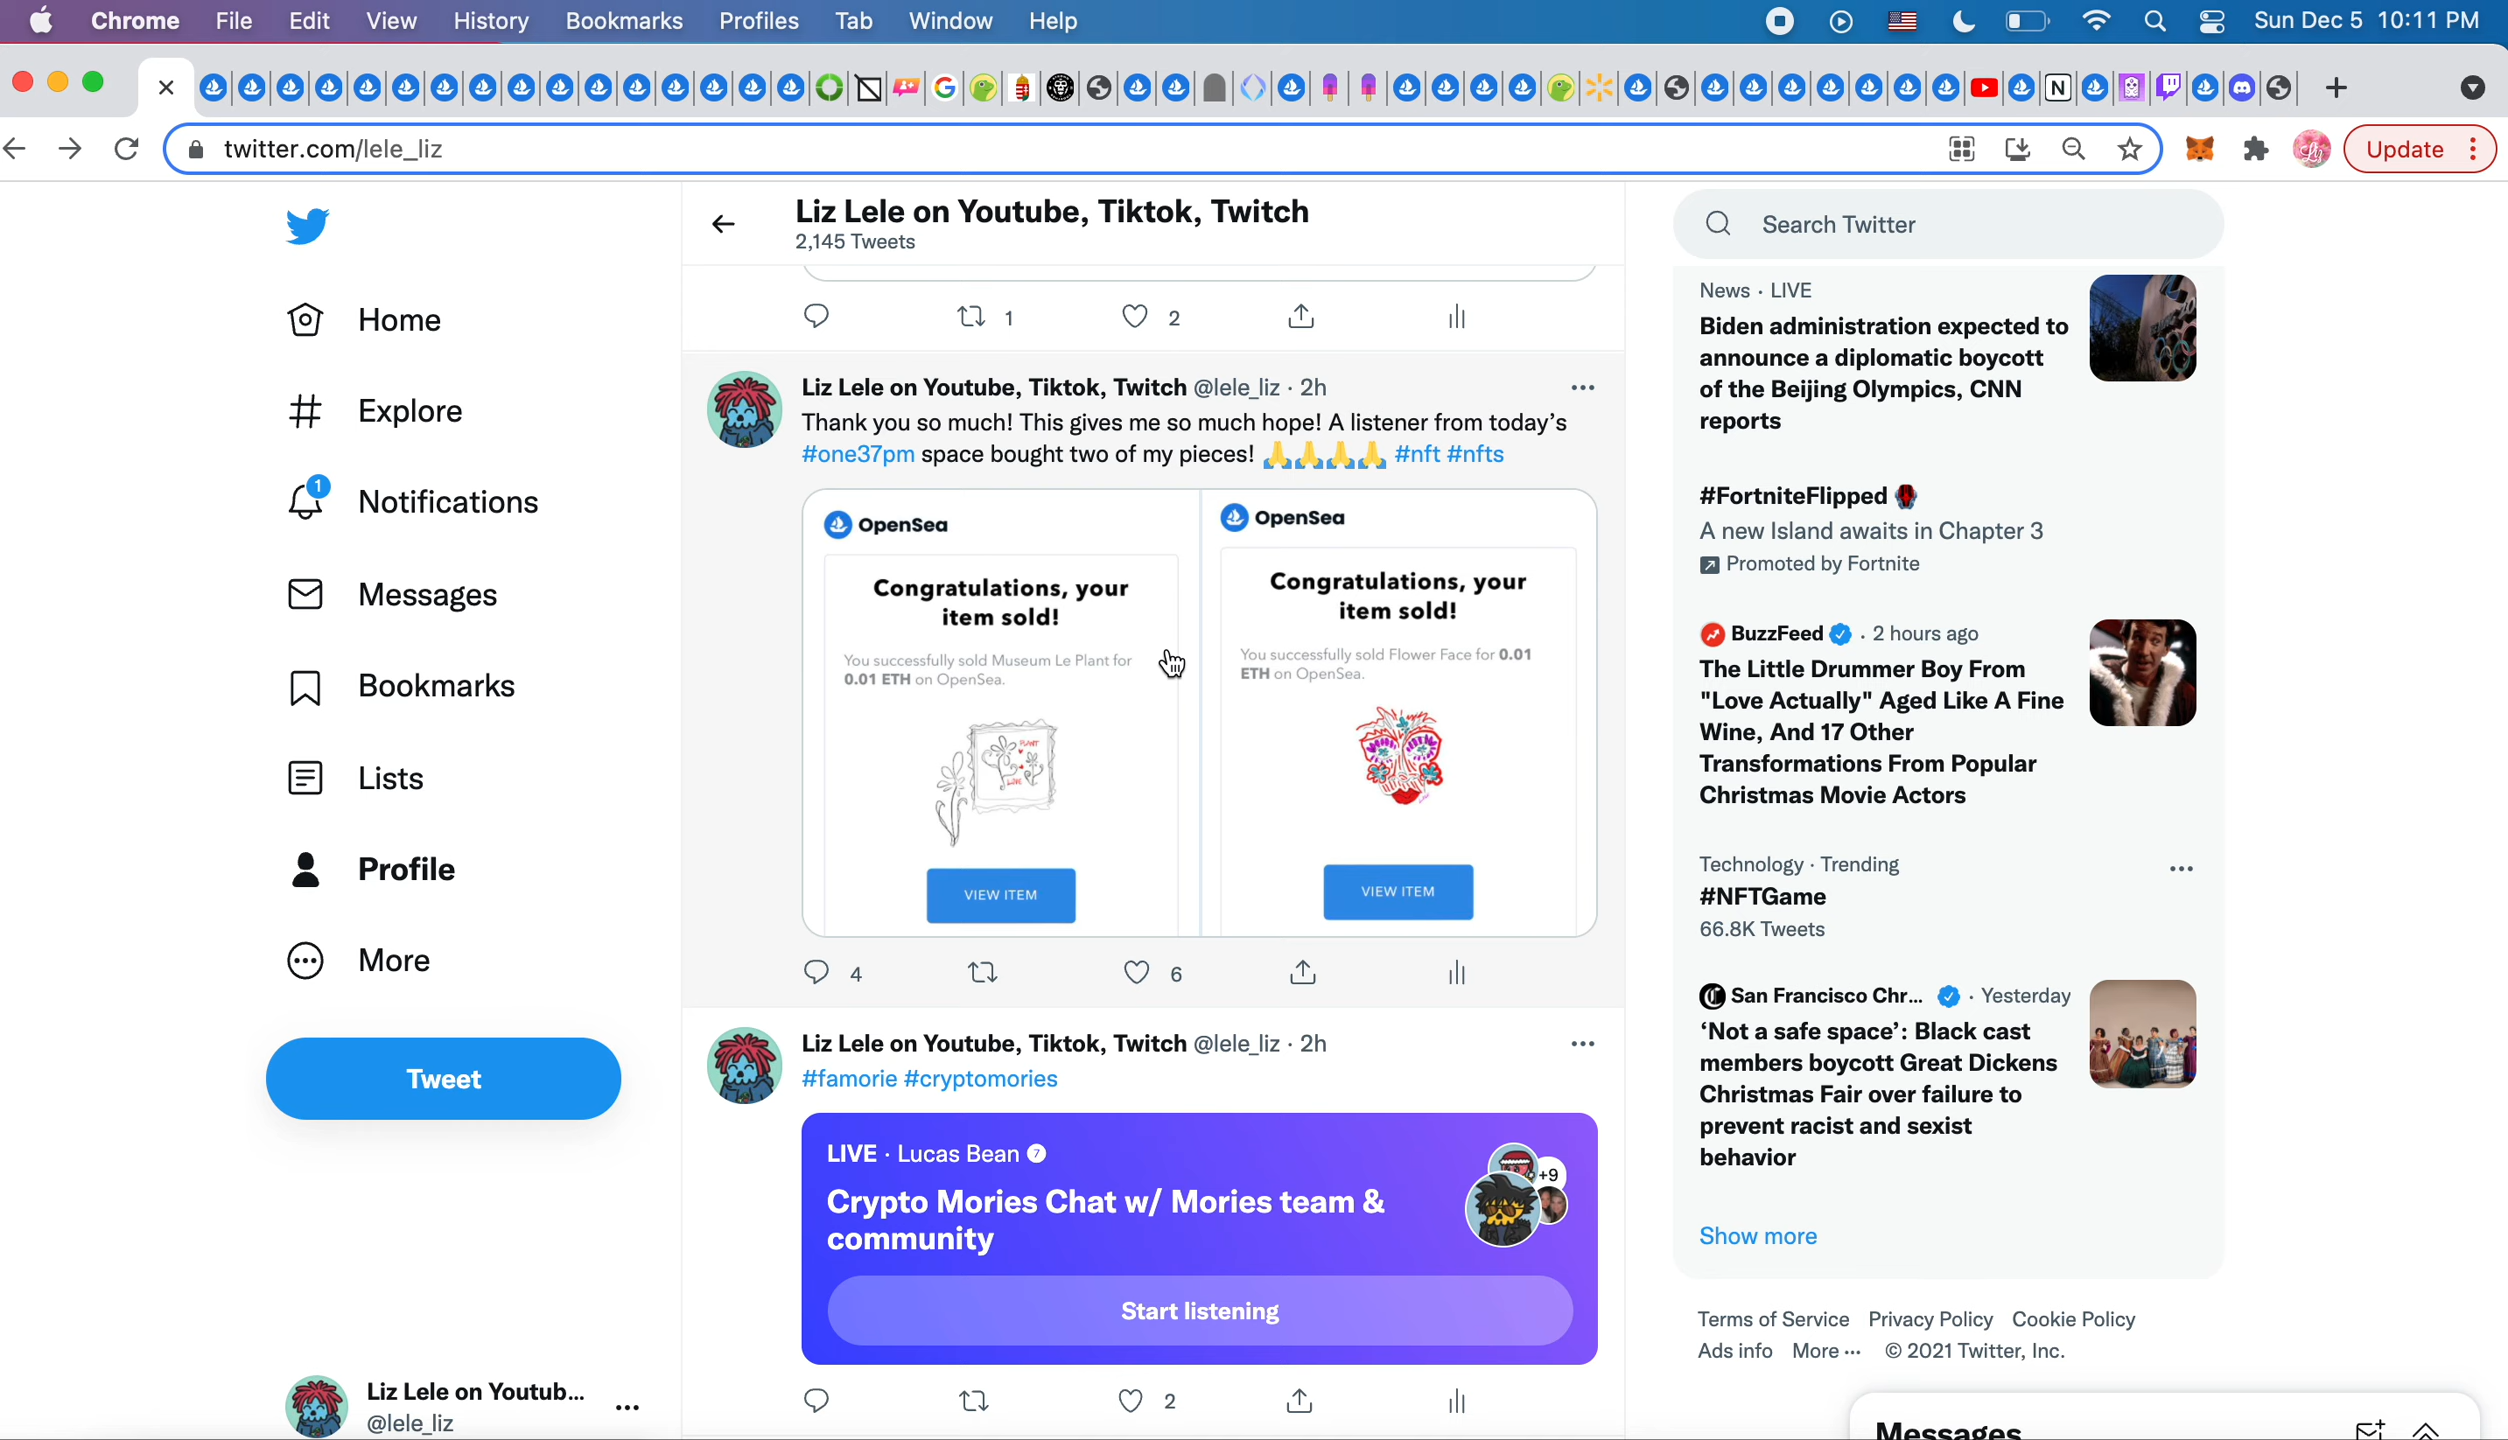 Chrome File Edit View History Bookmarks Profiles Tab Window Help
Sun Dec 5 10:11 PM
twitter.com/lele_liz
Update
Home
Explore
1
Notifications
Messages
Bookmarks
Lists
Profile
More
Tweet
Liz Lele on Youtub...
@lele_liz
Liz Lele on Youtube, Tiktok, Twitch
2,145 Tweets
1 2
Liz Lele on Youtube, Tiktok, Twitch @lele_liz · 2h
Thank you so much! This gives me so much hope! A listener from today's
#one37pm space bought two of my pieces! 🙏🙏🙏🙏 #nft #nfts
OpenSea
Congratulations, your
item sold!
You successfully sold Museum Le Plant for
0.01 ETH on OpenSea.
PLANT
LOVE
VIEW ITEM
OpenSea
Congratulations, your
item sold!
You successfully sold Flower Face for 0.01
ETH on OpenSea.
VIEW ITEM
4 6
Liz Lele on Youtube, Tiktok, Twitch @lele_liz · 2h
#famorie #cryptomories
LIVE · Lucas Bean
+9
Crypto Mories Chat w/ Mories team &
community
Start listening
2
Search Twitter
News · LIVE
Biden administration expected to
announce a diplomatic boycott
of the Beijing Olympics, CNN
reports
#FortniteFlipped
A new Island awaits in Chapter 3
Promoted by Fortnite
BuzzFeed · 2 hours ago
The Little Drummer Boy From
"Love Actually" Aged Like A Fine
Wine, And 17 Other
Transformations From Popular
Christmas Movie Actors
Technology · Trending
#NFTGame
66.8K Tweets
San Francisco Chr... · Yesterday
'Not a safe space': Black cast
members boycott Great Dickens
Christmas Fair over failure to
prevent racist and sexist
behavior
Show more
Terms of Service Privacy Policy Cookie Policy
Ads info More ··· © 2021 Twitter, Inc.
Messages